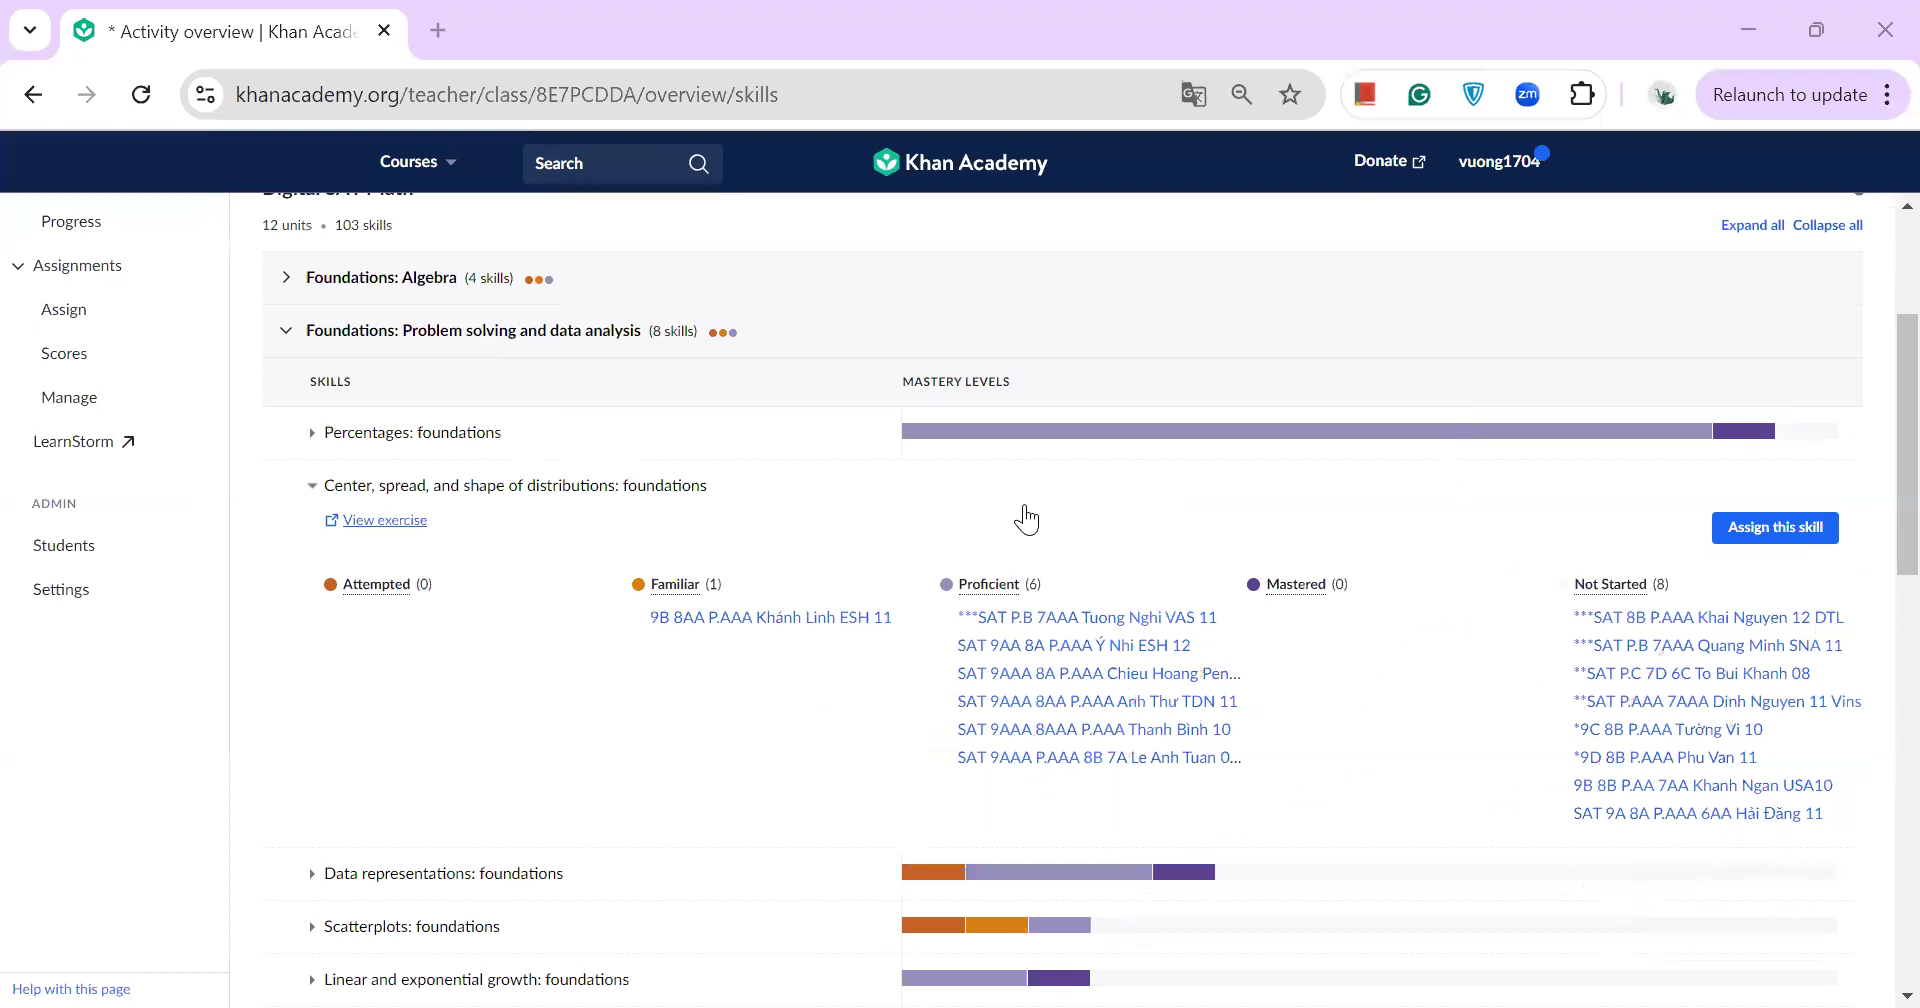 * Activity overview | Khan Acad
khanacademy.org/teacher/class/8E7PCDDA/overview/skills
zm
Relaunch to update
Courses
Search
Khan Academy
Donate
vuong1704
Digital SAT Math
Progress
Assignments
Assign
Scores
Manage
LearnStorm
ADMIN
Students
Settings
Help with this page
12 units • 103 skills
Expand all Collapse all
Foundations: Algebra (4 skills)
Foundations: Problem solving and data analysis (8 skills)
SKILLS MASTERY LEVELS
Percentages: foundations
Center, spread, and shape of distributions: foundations
View exercise
Assign this skill
Attempted (0)
Familiar (1)
9B 8AA P.AAA Khánh Linh ESH 11
Proficient (6)
***SAT P.B 7AAA Tuong Nghi VAS 11
SAT 9AA 8A P.AAA Ý Nhi ESH 12
SAT 9AAA 8A P.AAA Chieu Hoang Pen...
SAT 9AAA 8AA P.AAA Anh Thư TDN 11
SAT 9AAA 8AAA P.AAA Thanh Bình 10
SAT 9AAA P.AAA 8B 7A Le Anh Tuan 0...
Mastered (0)
Not Started (8)
***SAT 8B P.AAA Khai Nguyen 12 DTL
***SAT P.B 7AAA Quang Minh SNA 11
**SAT P.C 7D 6C To Bui Khanh 08
**SAT P.AAA 7AAA Dinh Nguyen 11 Vins
*9C 8B P.AAA Tường Vi 10
*9D 8B P.AAA Phu Van 11
9B 8B P.AA 7AA Khanh Ngan USA10
SAT 9A 8A P.AAA 6AA Hải Đăng 11
Data representations: foundations
Scatterplots: foundations
Linear and exponential growth: foundations